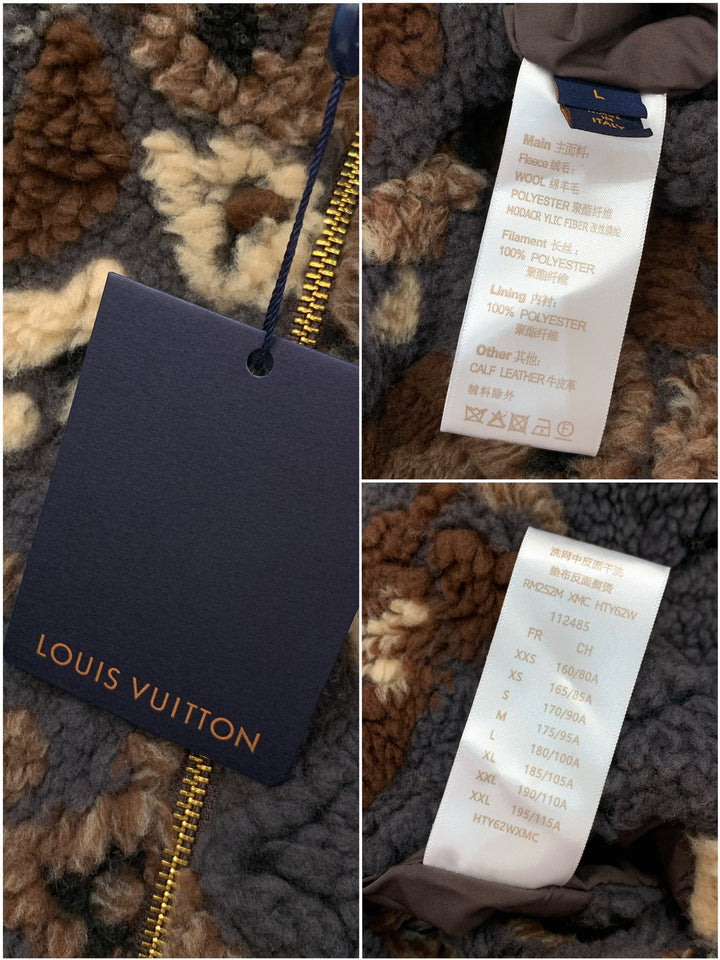 LOUIS VUITTON
L
MADE
IN
ITALY
Main 主面料:
Fleece 绒毛:
WOOL 绵羊毛
POLYESTER 聚酯纤维
MODACR YLIC FIBER 改性腈纶
Filament 长丝:
100% POLYESTER
聚酯纤维
Lining 内衬:
100% POLYESTER
聚酯纤维
Other 其他:
CALF LEATHER 牛皮革
辅料除外
洗网中反面干洗
垫布反面熨烫
RM252M XMC HTY62W
112485
FR CH
XXS 160/80A
XS 165/85A
S 170/90A
M 175/95A
L 180/100A
XL 185/105A
XXL 190/110A
XXL 195/115A
HTY62WXMC